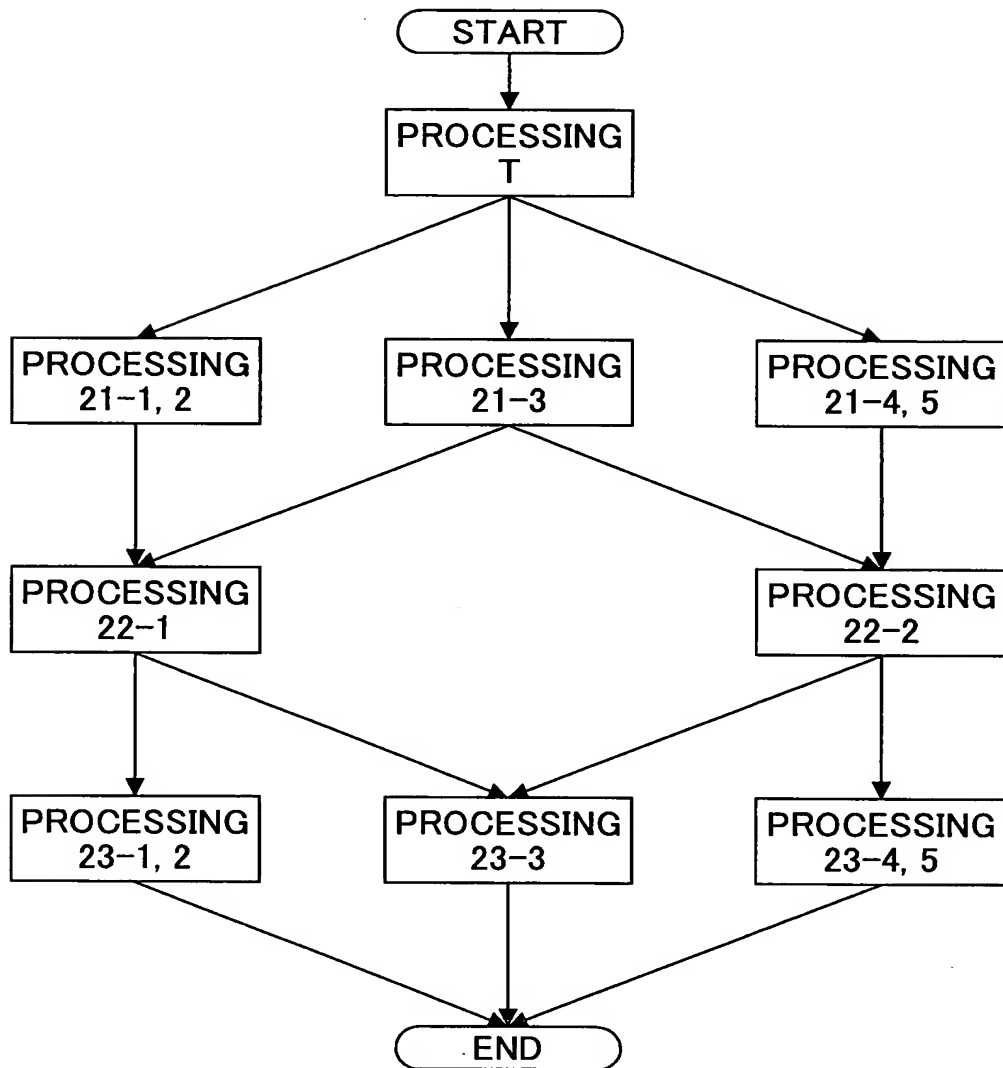 START
PROCESSING
T
PROCESSING
21-1, 2
PROCESSING
21-3
PROCESSING
21-4, 5
PROCESSING
22-1
PROCESSING
22-2
PROCESSING
23-1, 2
PROCESSING
23-3
PROCESSING
23-4, 5
END